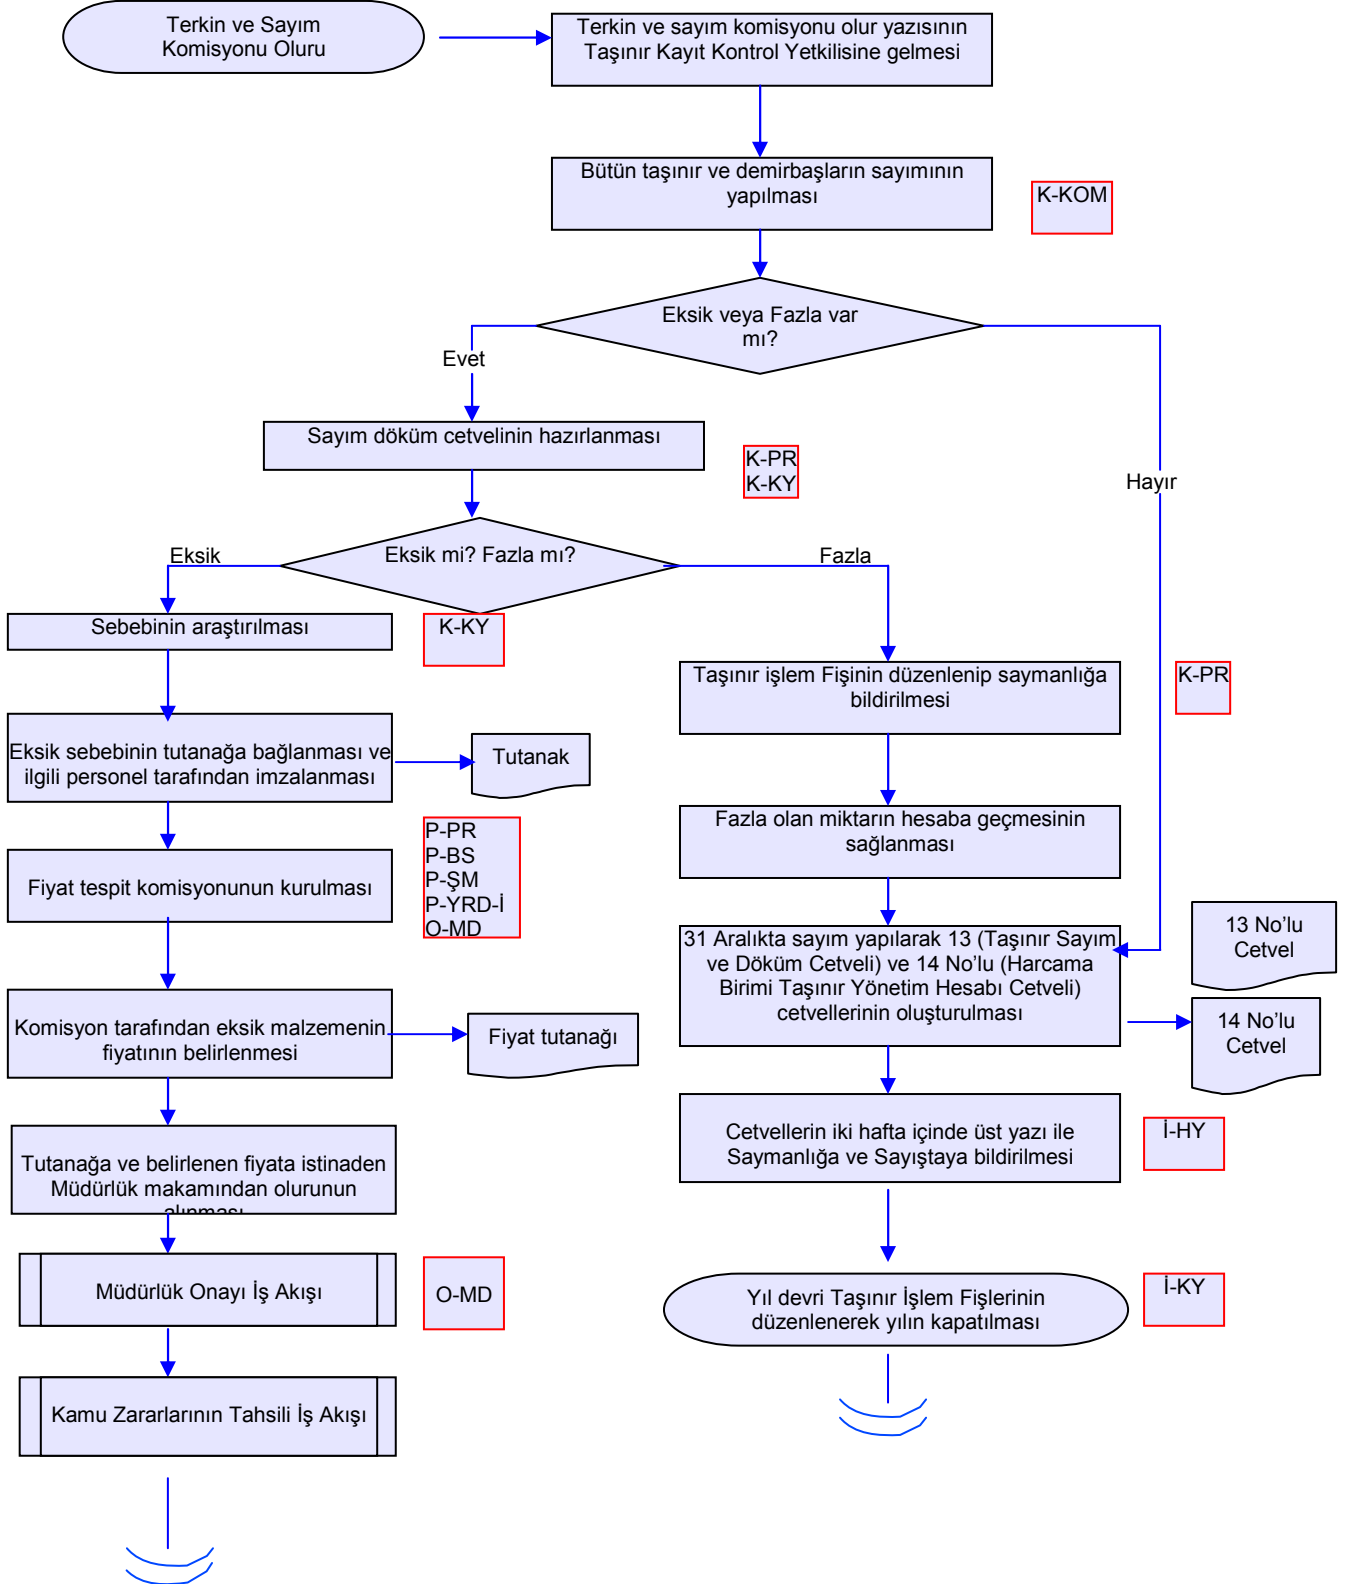 Terkin ve Sayım
Komisyonu Oluru
Terkin ve sayım komisyonu olur yazısının
Taşınır Kayıt Kontrol Yetkilisine gelmesi
Bütün taşınır ve demirbaşların sayımının
yapılması
K-KOM
Eksik veya Fazla var
mı?
Evet
Hayır
Sayım döküm cetvelinin hazırlanması
K-PR
K-KY
Eksik mi? Fazla mı?
Eksik
Fazla
Sebebinin araştırılması
K-KY
Taşınır işlem Fişinin düzenlenip saymanlığa
bildirilmesi
K-PR
Eksik sebebinin tutanağa bağlanması ve
ilgili personel tarafından imzalanması
Tutanak
P-PR
P-BS
P-ŞM
P-YRD-İ
O-MD
Fazla olan miktarın hesaba geçmesinin
sağlanması
Fiyat tespit komisyonunun kurulması
31 Aralıkta sayım yapılarak 13 (Taşınır Sayım
ve Döküm Cetveli) ve 14 No’lu (Harcama
Birimi Taşınır Yönetim Hesabı Cetveli)
cetvellerinin oluşturulması
13 No’lu
Cetvel
14 No’lu
Cetvel
Komisyon tarafından eksik malzemenin
fiyatının belirlenmesi
Fiyat tutanağı
Cetvellerin iki hafta içinde üst yazı ile
Saymanlığa ve Sayıştaya bildirilmesi
İ-HY
Tutanağa ve belirlenen fiyata istinaden
Müdürlük makamından olurunun
alınması
Müdürlük Onayı İş Akışı
O-MD
Yıl devri Taşınır İşlem Fişlerinin
düzenlenerek yılın kapatılması
İ-KY
Kamu Zararlarının Tahsili İş Akışı